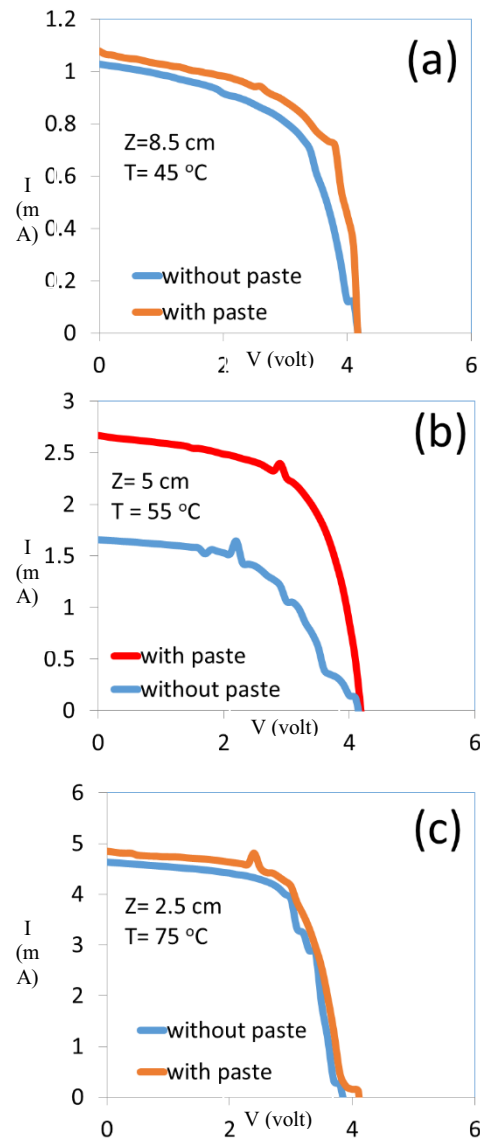 1.2
1
0.8
0.6
0.4
0.2
0
(a)
Z=8.5 cm
T= 45 °C
I
(m
A)
without paste
with paste
0
2
4
6
V (volt)
3
2.5
2
1.5
1
0.5
0
(b)
Z= 5 cm
T = 55 °C
I
(m
A)
with paste
without paste
0
2
4
6
V (volt)
6
5
4
3
2
1
0
(c)
Z= 2.5 cm
T= 75 °C
I
(m
A)
without paste
with paste
0
2
4
6
V (volt)